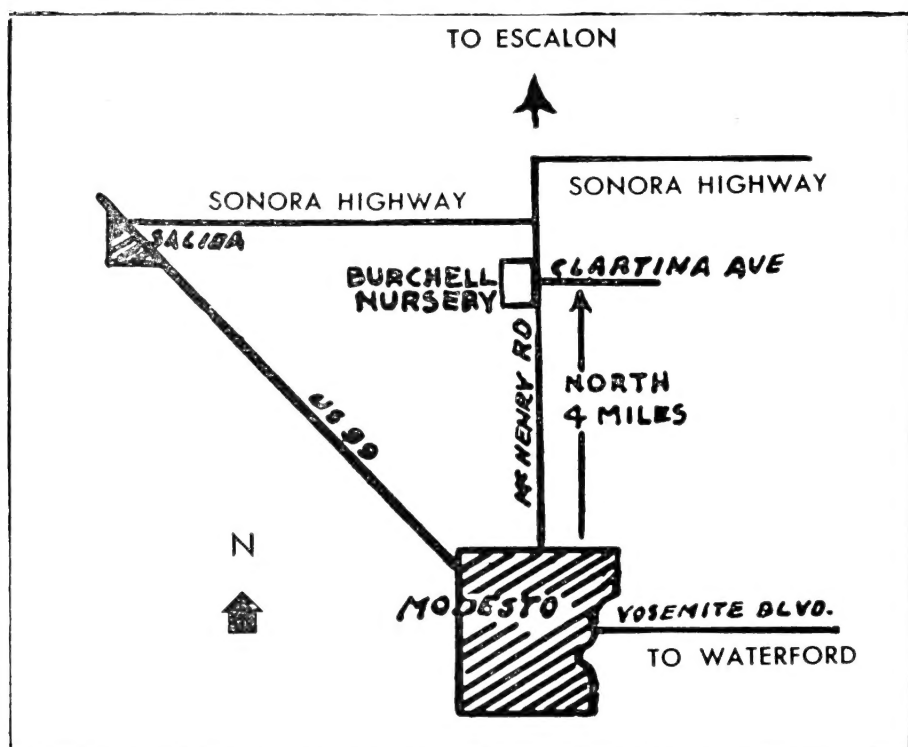 TO ESCALON
SONORA HIGHWAY
SONORA HIGHWAY
SALIDA
BURCHELL
NURSERY
CLARTINA AVE
McHENRY RD
NORTH
4 MILES
US 99
N
MODESTO
YOSEMITE BLVD.
TO WATERFORD